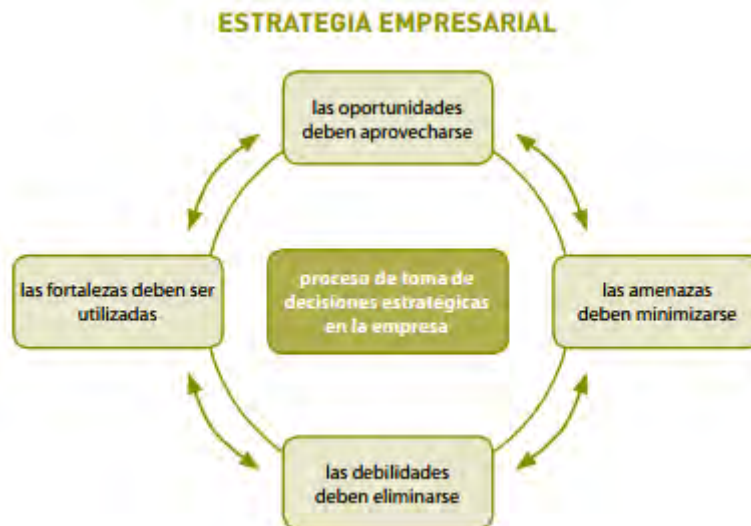 ESTRATEGIA EMPRESARIAL
las oportunidades
deben aprovecharse
las fortalezas deben ser
utilizadas
proceso de toma de
decisiones estratégicas
en la empresa
las amenazas
deben minimizarse
las debilidades
deben eliminarse